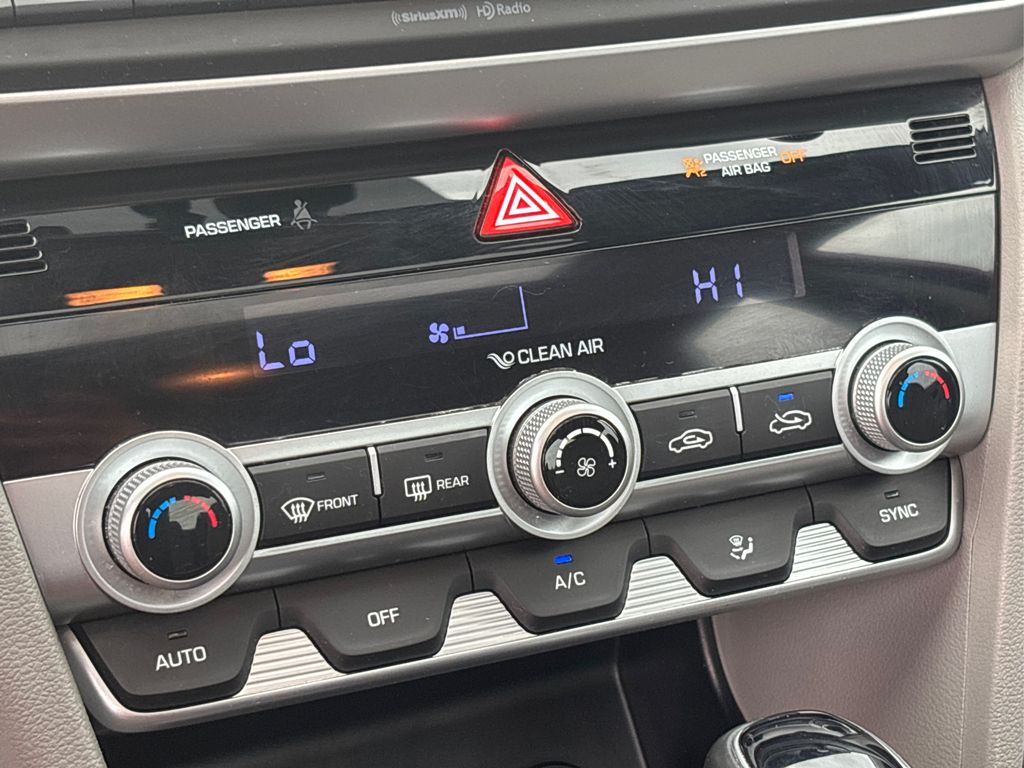 ((SiriusXM)) HD Radio
PASSENGER
PASSENGER
AIR BAG
OFF
Lo
HI
CLEAN AIR
FRONT
REAR
- +
AUTO
OFF
A/C
SYNC